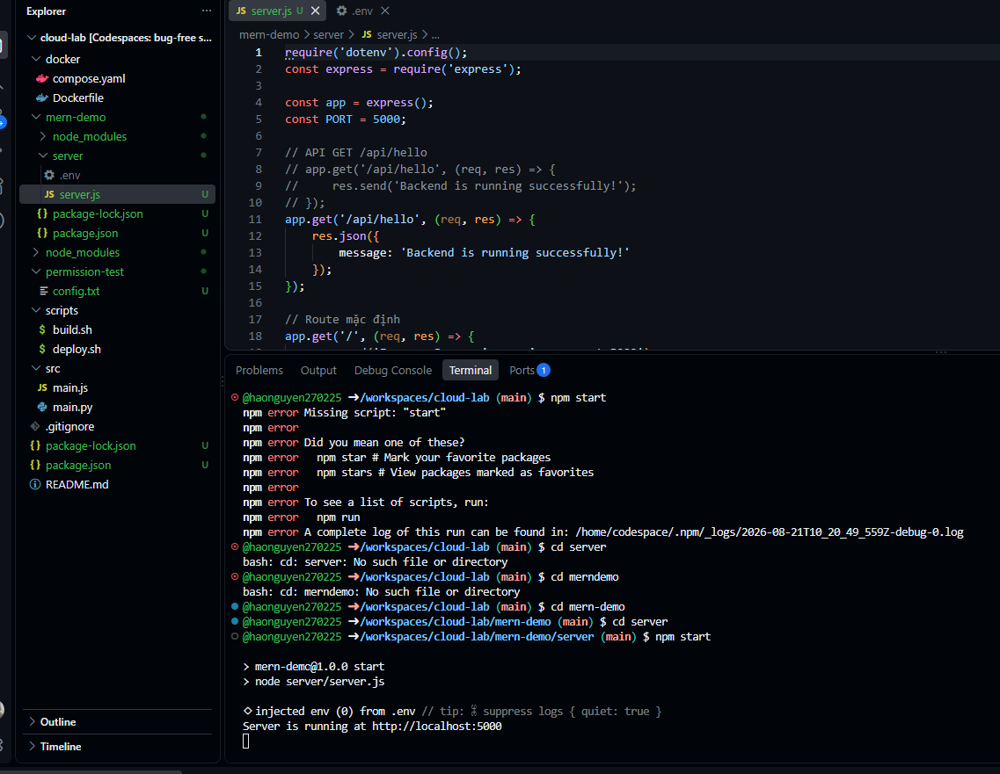 Explorer
cloud-lab [Codespaces: bug-free s...
docker
compose.yaml
Dockerfile
mern-demo
node_modules
server
.env
JS server.js U
{} package-lock.json U
{} package.json U
node_modules
permission-test
config.txt U
scripts
$ build.sh
$ deploy.sh
src
JS main.js
main.py
.gitignore
{} package-lock.json U
{} package.json U
README.md
Outline
Timeline
JS server.js U
.env
mern-demo > server > JS server.js > ...
1 require('dotenv').config();
2 const express = require('express');
3
4 const app = express();
5 const PORT = 5000;
6
7 // API GET /api/hello
8 // app.get('/api/hello', (req, res) => {
9 //     res.send('Backend is running successfully!');
10 // });
11 app.get('/api/hello', (req, res) => {
12     res.json({
13         message: 'Backend is running successfully!'
14     });
15 });
16
17 // Route mặc định
18 app.get('/', (req, res) => {
Problems Output Debug Console Terminal Ports 1
@haonguyen270225 ➜/workspaces/cloud-lab (main) $ npm start
npm error Missing script: "start"
npm error
npm error Did you mean one of these?
npm error   npm star # Mark your favorite packages
npm error   npm stars # View packages marked as favorites
npm error
npm error To see a list of scripts, run:
npm error   npm run
npm error A complete log of this run can be found in: /home/codespace/.npm/_logs/2026-08-21T10_20_49_559Z-debug-0.log
@haonguyen270225 ➜/workspaces/cloud-lab (main) $ cd server
bash: cd: server: No such file or directory
@haonguyen270225 ➜/workspaces/cloud-lab (main) $ cd merndemo
bash: cd: merndemo: No such file or directory
@haonguyen270225 ➜/workspaces/cloud-lab (main) $ cd mern-demo
@haonguyen270225 ➜/workspaces/cloud-lab/mern-demo (main) $ cd server
@haonguyen270225 ➜/workspaces/cloud-lab/mern-demo/server (main) $ npm start
> mern-demo@1.0.0 start
> node server/server.js
◇ injected env (0) from .env // tip: ⌘ suppress logs { quiet: true }
Server is running at http://localhost:5000